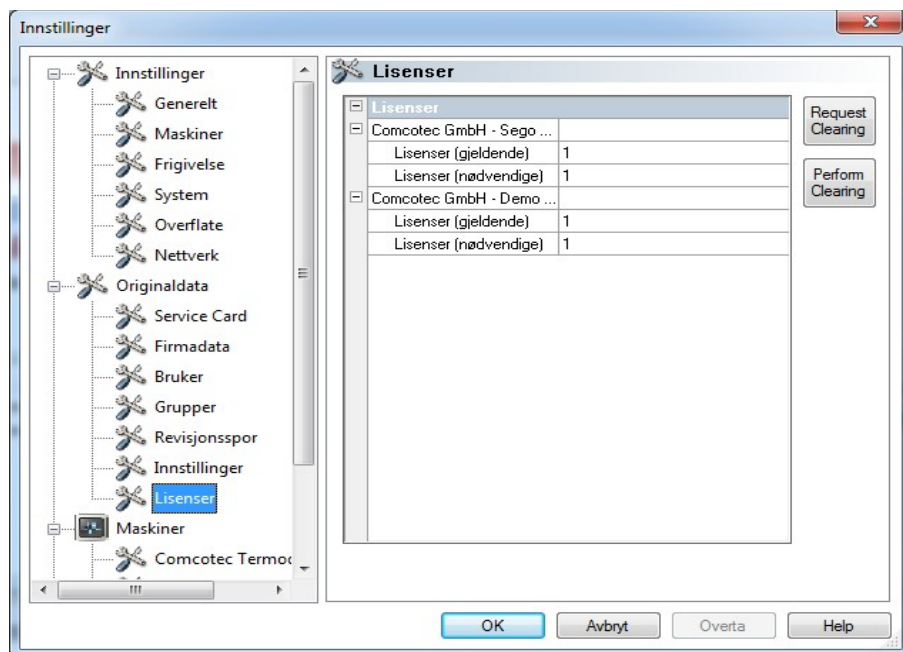 Innstillinger
Innstillinger
Generelt
Maskiner
Frigivelse
System
Overflate
Nettverk
Originaldata
Service Card
Firmadata
Bruker
Grupper
Revisjonsspor
Innstillinger
Lisenser
Maskiner
Comcotec Termo
Lisenser
Lisenser
Comcotec GmbH - Sego ...
Lisenser (gjeldende) 1
Lisenser (nødvendige) 1
Comcotec GmbH - Demo ...
Lisenser (gjeldende) 1
Lisenser (nødvendige) 1
Request
Clearing
Perform
Clearing
OK Avbryt Overta Help